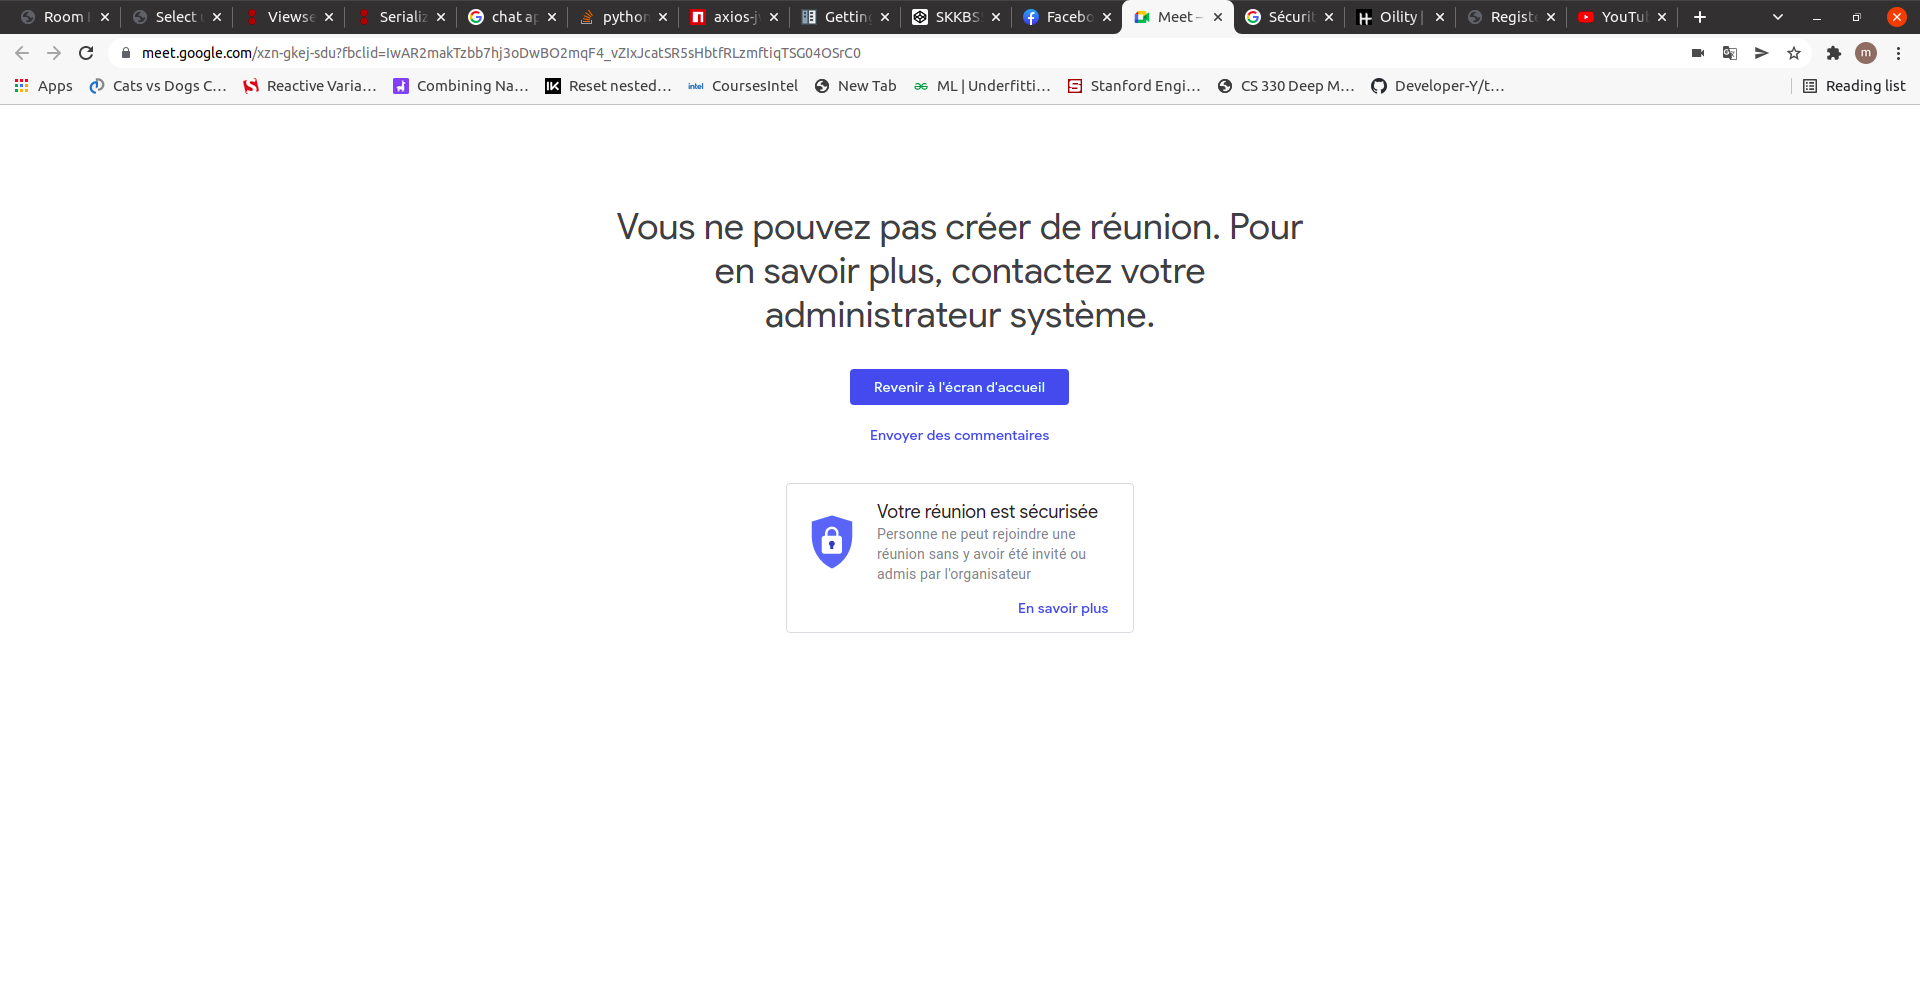 Room Select Viewse Serializ chat ap python axios-j Getting SKKBS Facebo Meet – Sécuri Oility | Registe YouTu
meet.google.com/xzn-gkej-sdu?fbclid=IwAR2makTzbb7hj3oDwBO2mqF4_vZIxJcatSR5sHbtfRLzmftiqTSG04OSrC0 m
Apps Cats vs Dogs C… Reactive Varia… Combining Na… Reset nested… intel CoursesIntel New Tab ML | Underfitti… Stanford Engi… CS 330 Deep M… Developer-Y/t… Reading list
Vous ne pouvez pas créer de réunion. Pour
en savoir plus, contactez votre
administrateur système.
Revenir à l'écran d'accueil
Envoyer des commentaires
Votre réunion est sécurisée
Personne ne peut rejoindre une
réunion sans y avoir été invité ou
admis par l'organisateur
En savoir plus